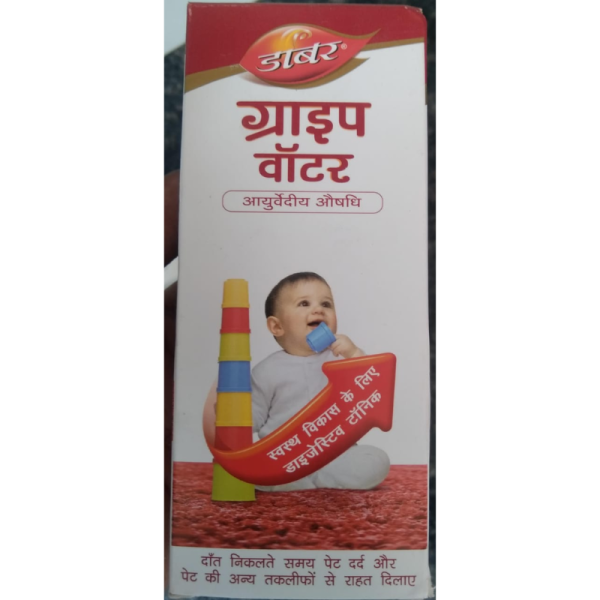 डाबर®
ग्राइप
वॉटर
आयुर्वेदीय औषधि
स्वस्थ विकास के लिए
डाइजेस्टिव टॉनिक
दाँत निकलते समय पेट दर्द और
पेट की अन्य तकलीफों से राहत दिलाए